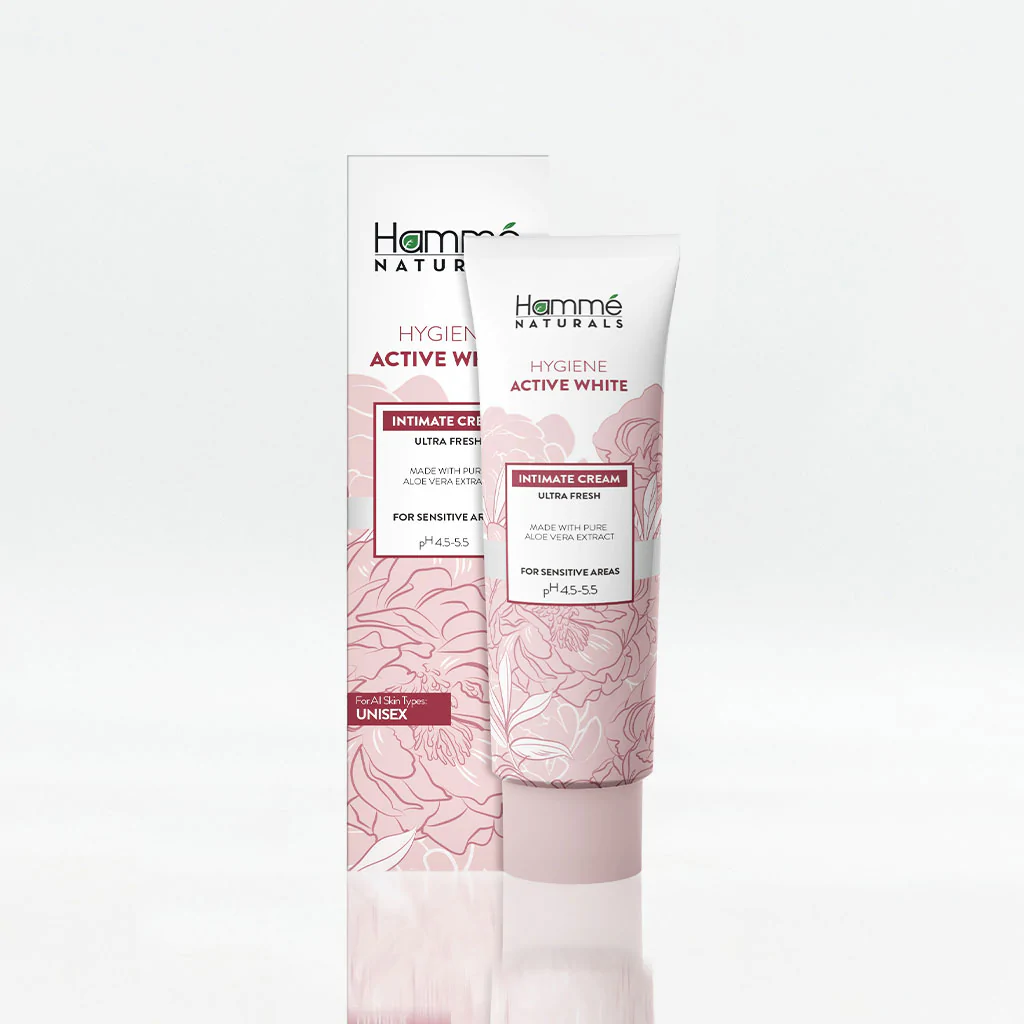 Hammé
NATUR
HYGIEN
ACTIVE WH
INTIMATE CRE
ULTRA FRESH
MADE WITH PUR
ALOE VERA EXTRA
FOR SENSITIVE AR
pH 4.5-5.5
For All Skin Types:
UNISEX
Hammé
NATURALS
HYGIENE
ACTIVE WHITE
INTIMATE CREAM
ULTRA FRESH
MADE WITH PURE
ALOE VERA EXTRACT
FOR SENSITIVE AREAS
pH 4.5-5.5